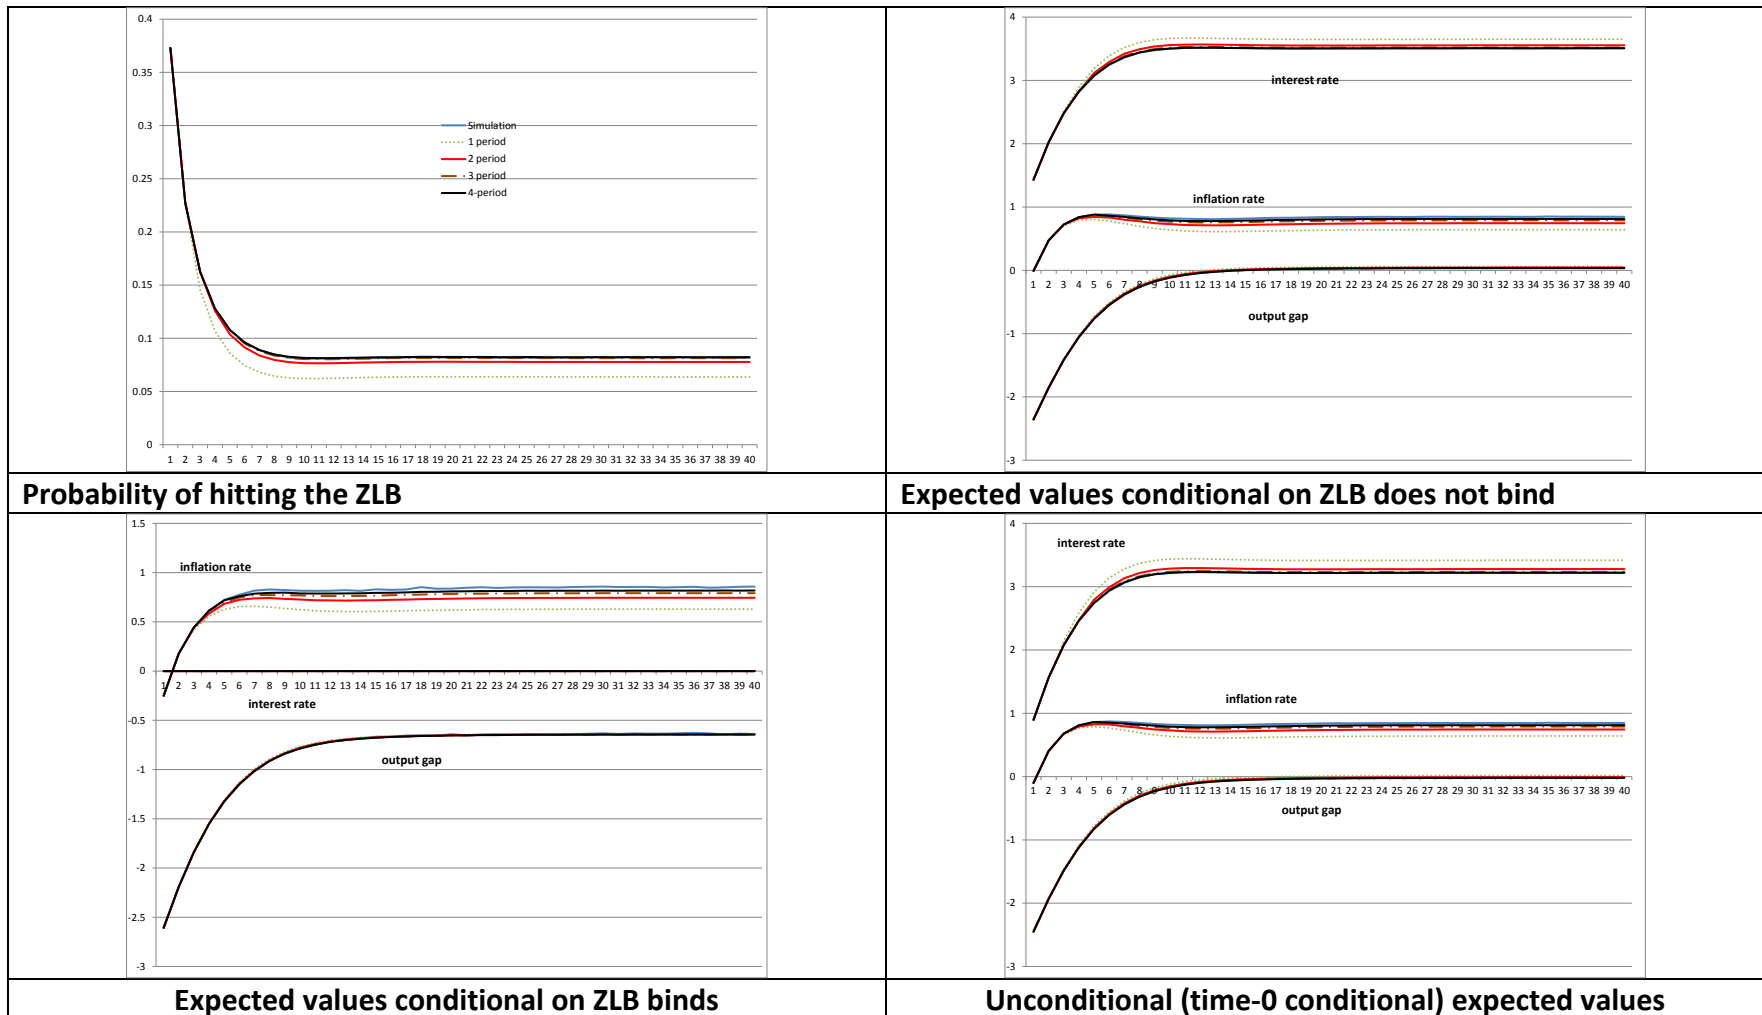 0.4
0.35
0.3
0.25
0.2
0.15
0.1
0.05
0
Simulation
1 period
2 period
3 period
4-period
1 2 3 4 5 6 7 8 9 10 11 12 13 14 15 16 17 18 19 20 21 22 23 24 25 26 27 28 29 30 31 32 33 34 35 36 37 38 39 40
Probability of hitting the ZLB
4
3
2
1
0
-1
-2
-3
interest rate
inflation rate
1 2 3 4 5 6 7 8 9 10 11 12 13 14 15 16 17 18 19 20 21 22 23 24 25 26 27 28 29 30 31 32 33 34 35 36 37 38 39 40
output gap
Expected values conditional on ZLB does not bind
1.5
1
0.5
0
-0.5
-1
-1.5
-2
-2.5
-3
inflation rate
1 2 3 4 5 6 7 8 9 10 11 12 13 14 15 16 17 18 19 20 21 22 23 24 25 26 27 28 29 30 31 32 33 34 35 36 37 38 39 40
interest rate
output gap
Expected values conditional on ZLB binds
4
3
2
1
0
-1
-2
-3
interest rate
inflation rate
1 2 3 4 5 6 7 8 9 10 11 12 13 14 15 16 17 18 19 20 21 22 23 24 25 26 27 28 29 30 31 32 33 34 35 36 37 38 39 40
output gap
Unconditional (time-0 conditional) expected values